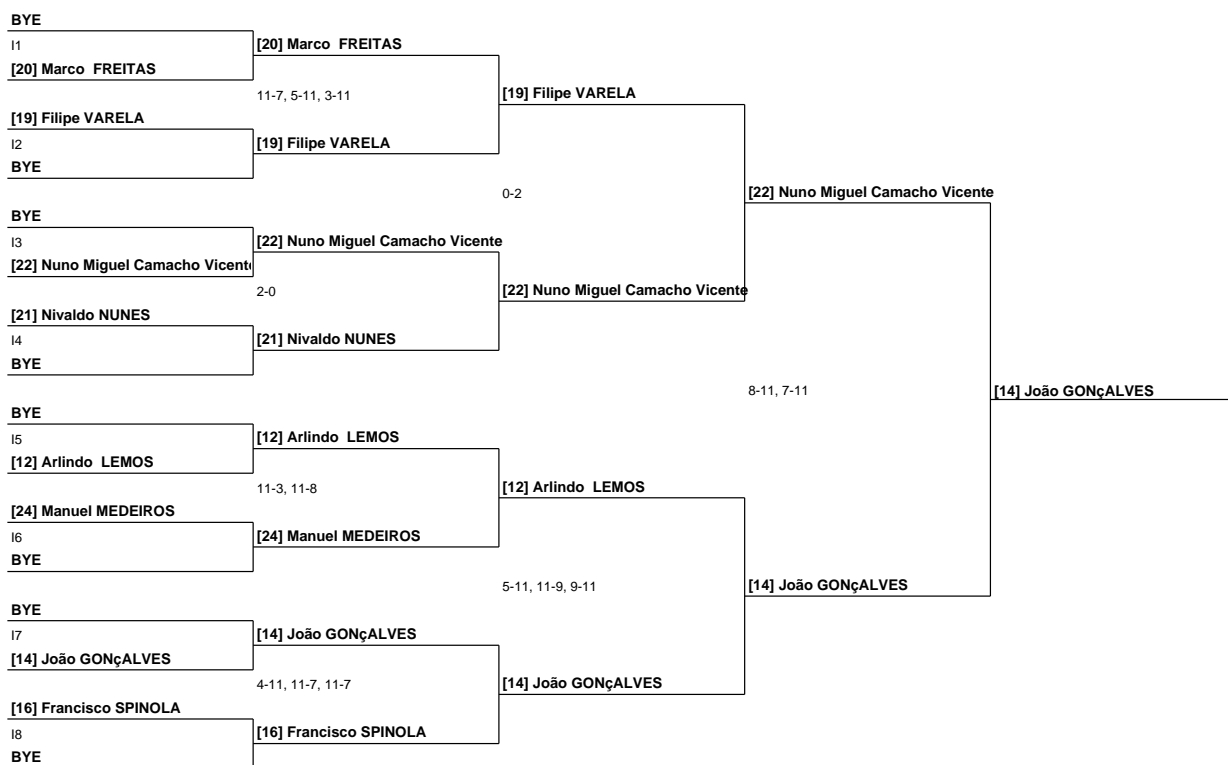 BYE
I1
[20] Marco  FREITAS
[20] Marco  FREITAS
11-7, 5-11, 3-11
[19] Filipe VARELA
[19] Filipe VARELA
I2
[19] Filipe VARELA
BYE
0-2
[22] Nuno Miguel Camacho Vicente
BYE
I3
[22] Nuno Miguel Camacho Vicente
[22] Nuno Miguel Camacho Vicente
2-0
[22] Nuno Miguel Camacho Vicente
[21] Nivaldo NUNES
I4
[21] Nivaldo NUNES
BYE
8-11, 7-11
[14] João GONçALVES
BYE
I5
[12] Arlindo  LEMOS
[12] Arlindo  LEMOS
11-3, 11-8
[12] Arlindo  LEMOS
[24] Manuel MEDEIROS
I6
[24] Manuel MEDEIROS
BYE
5-11, 11-9, 9-11
[14] João GONçALVES
BYE
I7
[14] João GONçALVES
[14] João GONçALVES
4-11, 11-7, 11-7
[14] João GONçALVES
[16] Francisco SPINOLA
I8
[16] Francisco SPINOLA
BYE